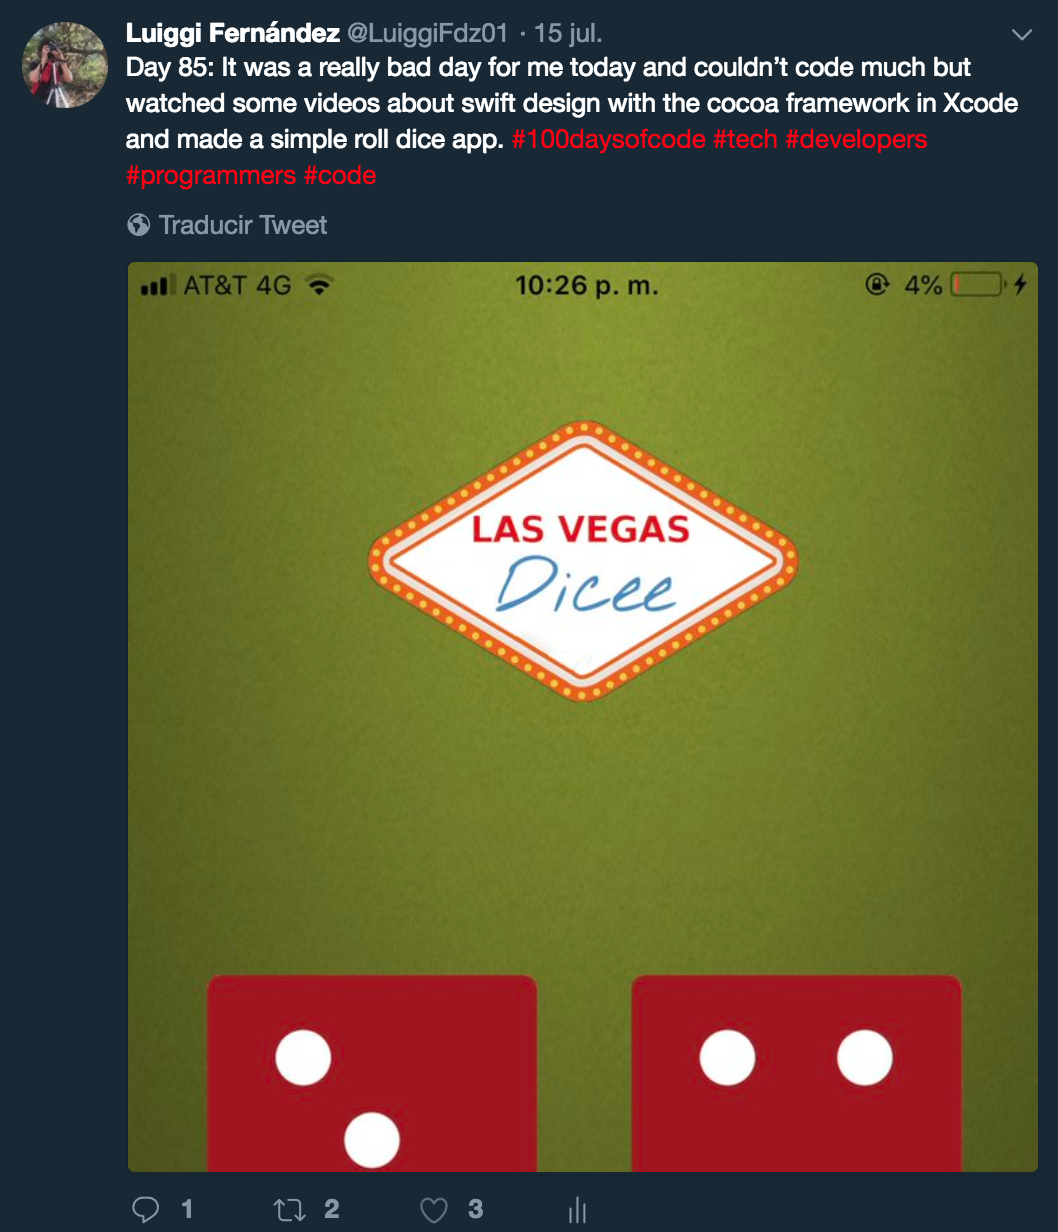 Luiggi Fernández @LuiggiFdz01 · 15 jul.
Day 85: It was a really bad day for me today and couldn’t code much but
watched some videos about swift design with the cocoa framework in Xcode
and made a simple roll dice app. #100daysofcode #tech #developers
#programmers #code
Traducir Tweet
AT&T 4G 10:26 p. m. 4%
LAS VEGAS
Dicee
1 2 3